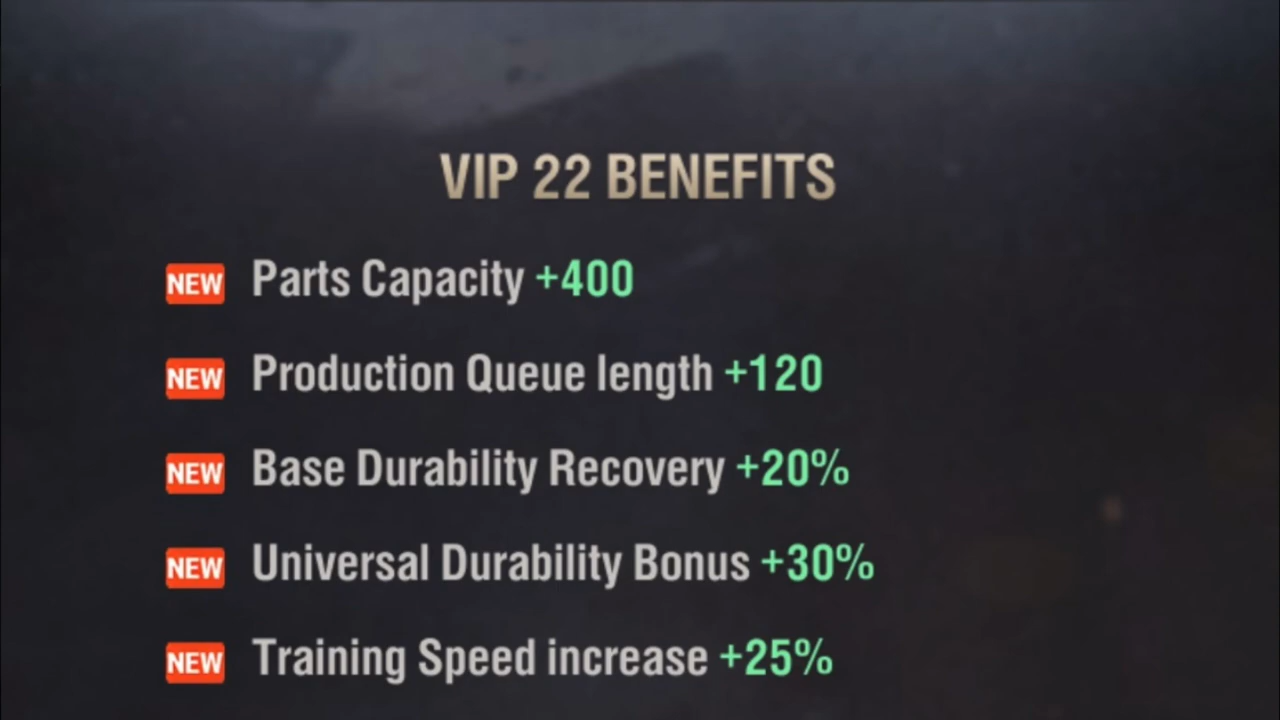 VIP 22 BENEFITS
NEW Parts Capacity +400
NEW Production Queue length +120
NEW Base Durability Recovery +20%
NEW Universal Durability Bonus +30%
NEW Training Speed increase +25%